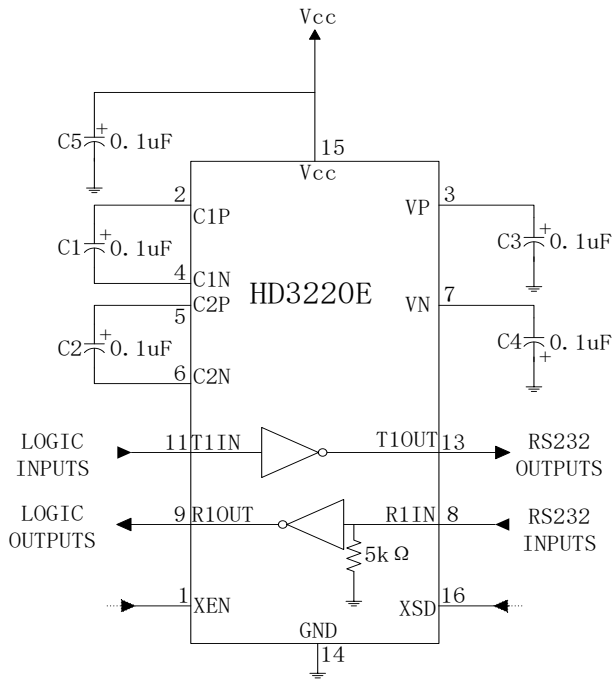 Vcc
C5 + 0.1uF
15
Vcc
2
3
C1P
VP
C1 + 0.1uF
C3 + 0.1uF
4
C1N
HD3220E
C2P
5
VN
7
C2 + 0.1uF
C4 0.1uF +
6
C2N
LOGIC INPUTS
11 T1IN
T1OUT 13
RS232 OUTPUTS
LOGIC OUTPUTS
9 R1OUT
R1IN 8
RS232 INPUTS
5kΩ
1
XEN
XSD
16
GND
14